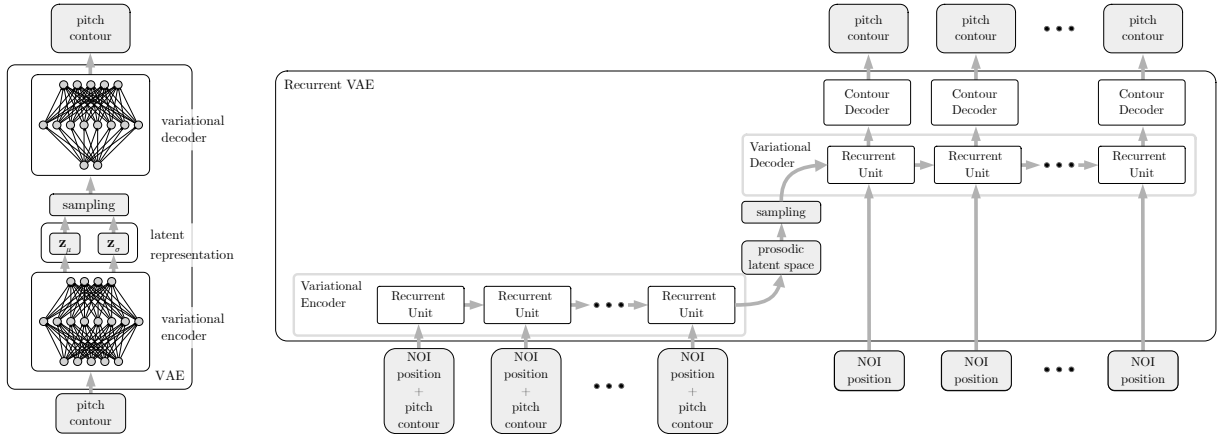 pitch
contour
variational
decoder
sampling
latent
representation
z_μ
z_σ
variational
encoder
VAE
pitch
contour
pitch
contour
pitch
contour
pitch
contour
Recurrent VAE
Contour
Decoder
Contour
Decoder
Contour
Decoder
Variational
Decoder
Recurrent
Unit
Recurrent
Unit
Recurrent
Unit
sampling
prosodic
latent space
Variational
Encoder
Recurrent
Unit
Recurrent
Unit
Recurrent
Unit
NOI
position
+
pitch
contour
NOI
position
+
pitch
contour
NOI
position
+
pitch
contour
NOI
position
NOI
position
NOI
position